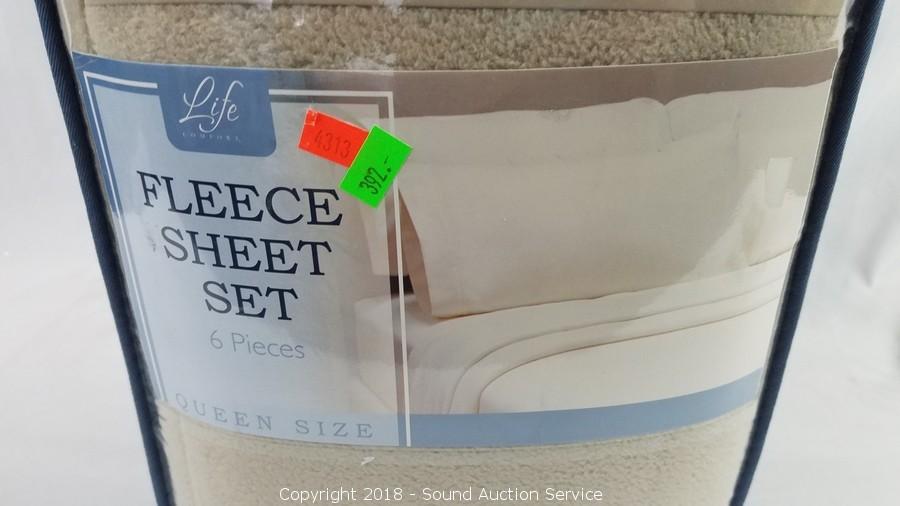 Life
COMFORT
4313
392.-
FLEECE
SHEET
SET
6 Pieces
QUEEN SIZE
Copyright 2018 - Sound Auction Service